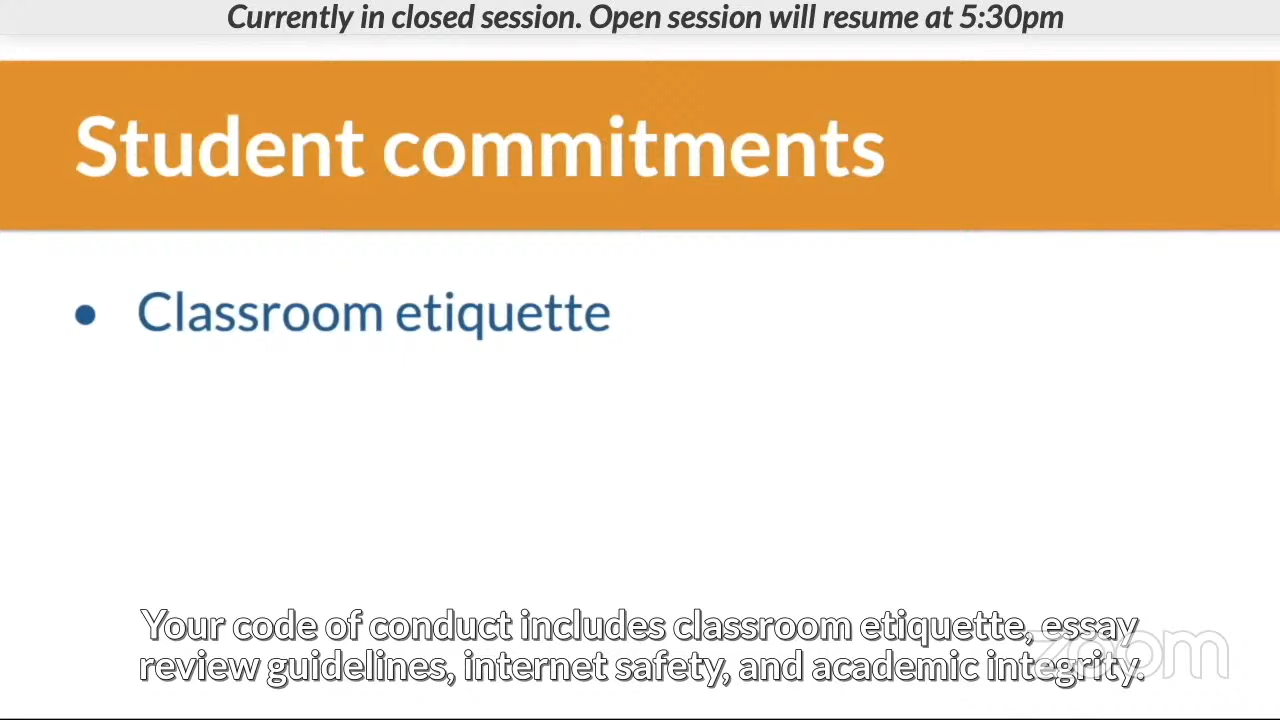 Currently in closed session. Open session will resume at 5:30pm
Student commitments
• Classroom etiquette
Your code of conduct includes classroom etiquette, essay
review guidelines, internet safety, and academic integrity.
zoom